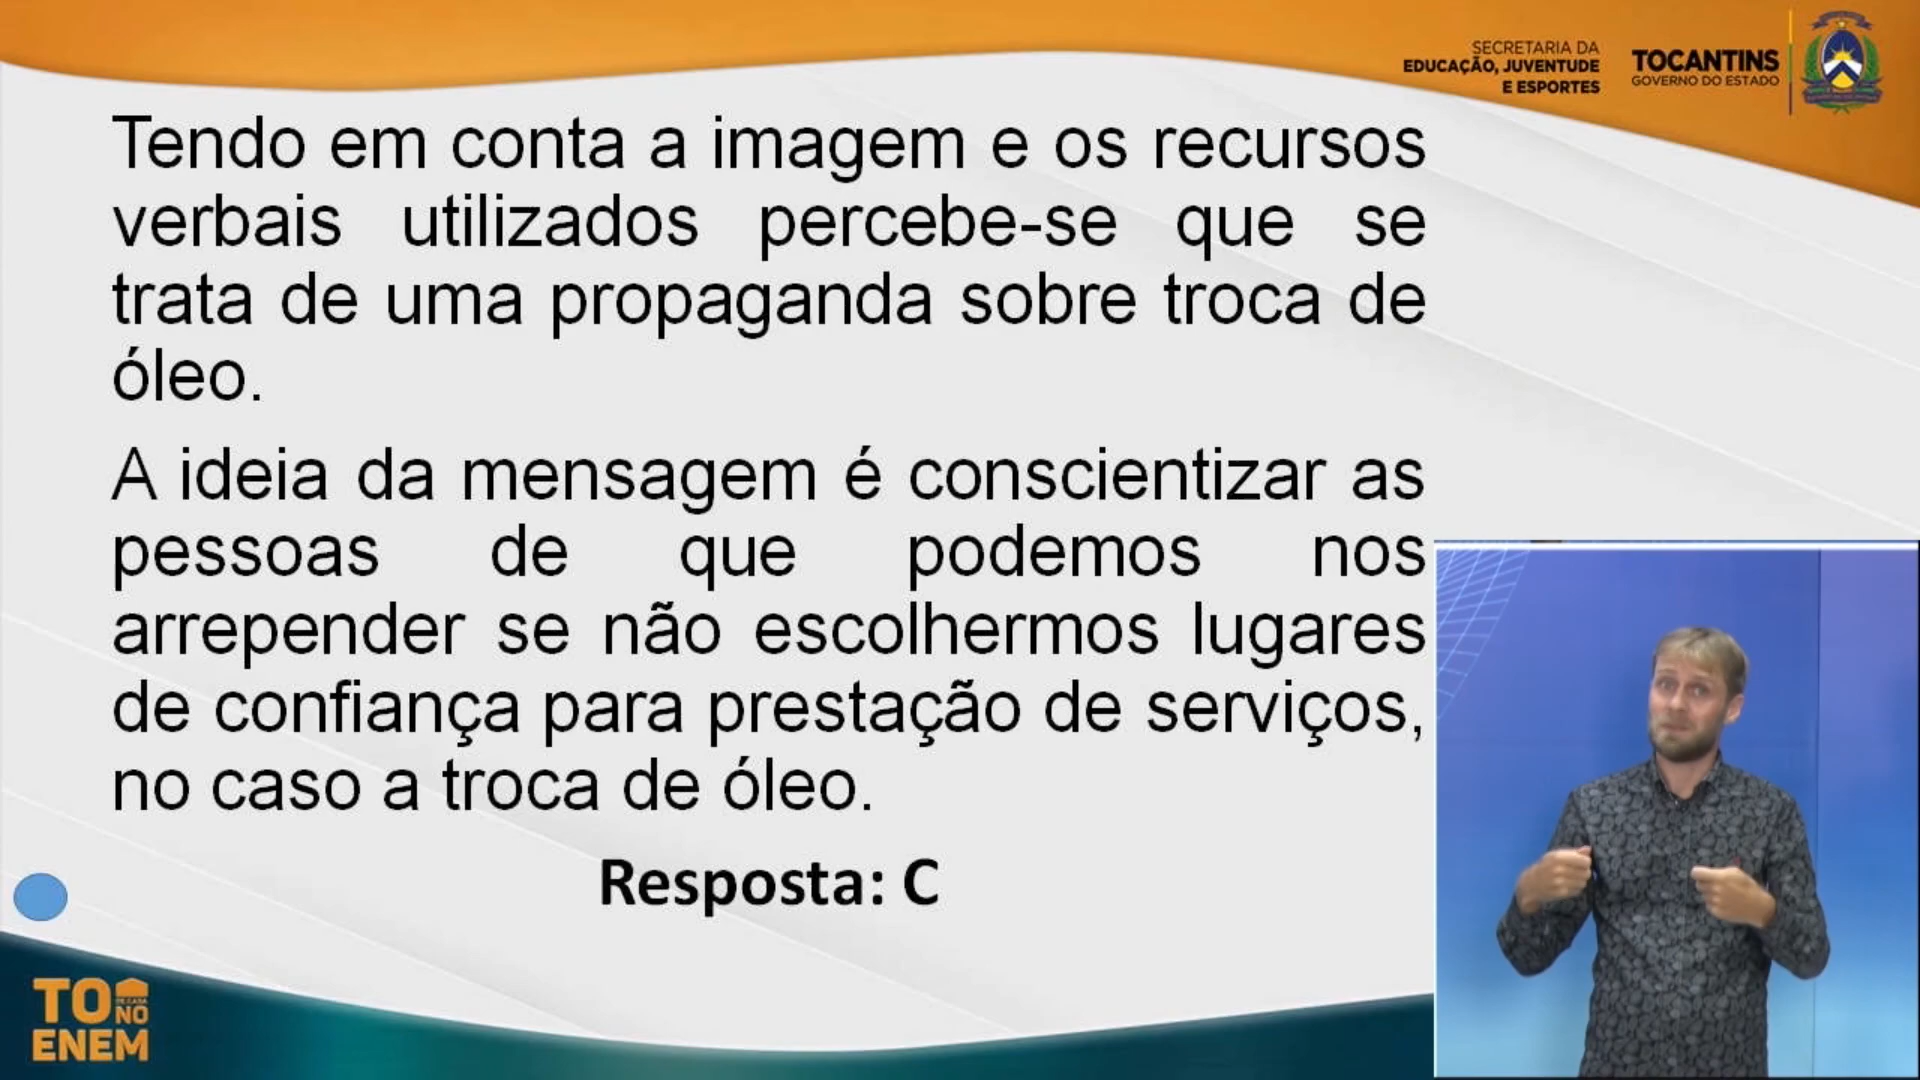 SECRETARIA DA
EDUCAÇÃO, JUVENTUDE
E ESPORTES
TOCANTINS
GOVERNO DO ESTADO
Tendo em conta a imagem e os recursos
verbais utilizados percebe-se que se
trata de uma propaganda sobre troca de
óleo.
A ideia da mensagem é conscientizar as
pessoas de que podemos nos
arrepender se não escolhermos lugares
de confiança para prestação de serviços,
no caso a troca de óleo.
Resposta: C
TO
DE CASA
NO
ENEM